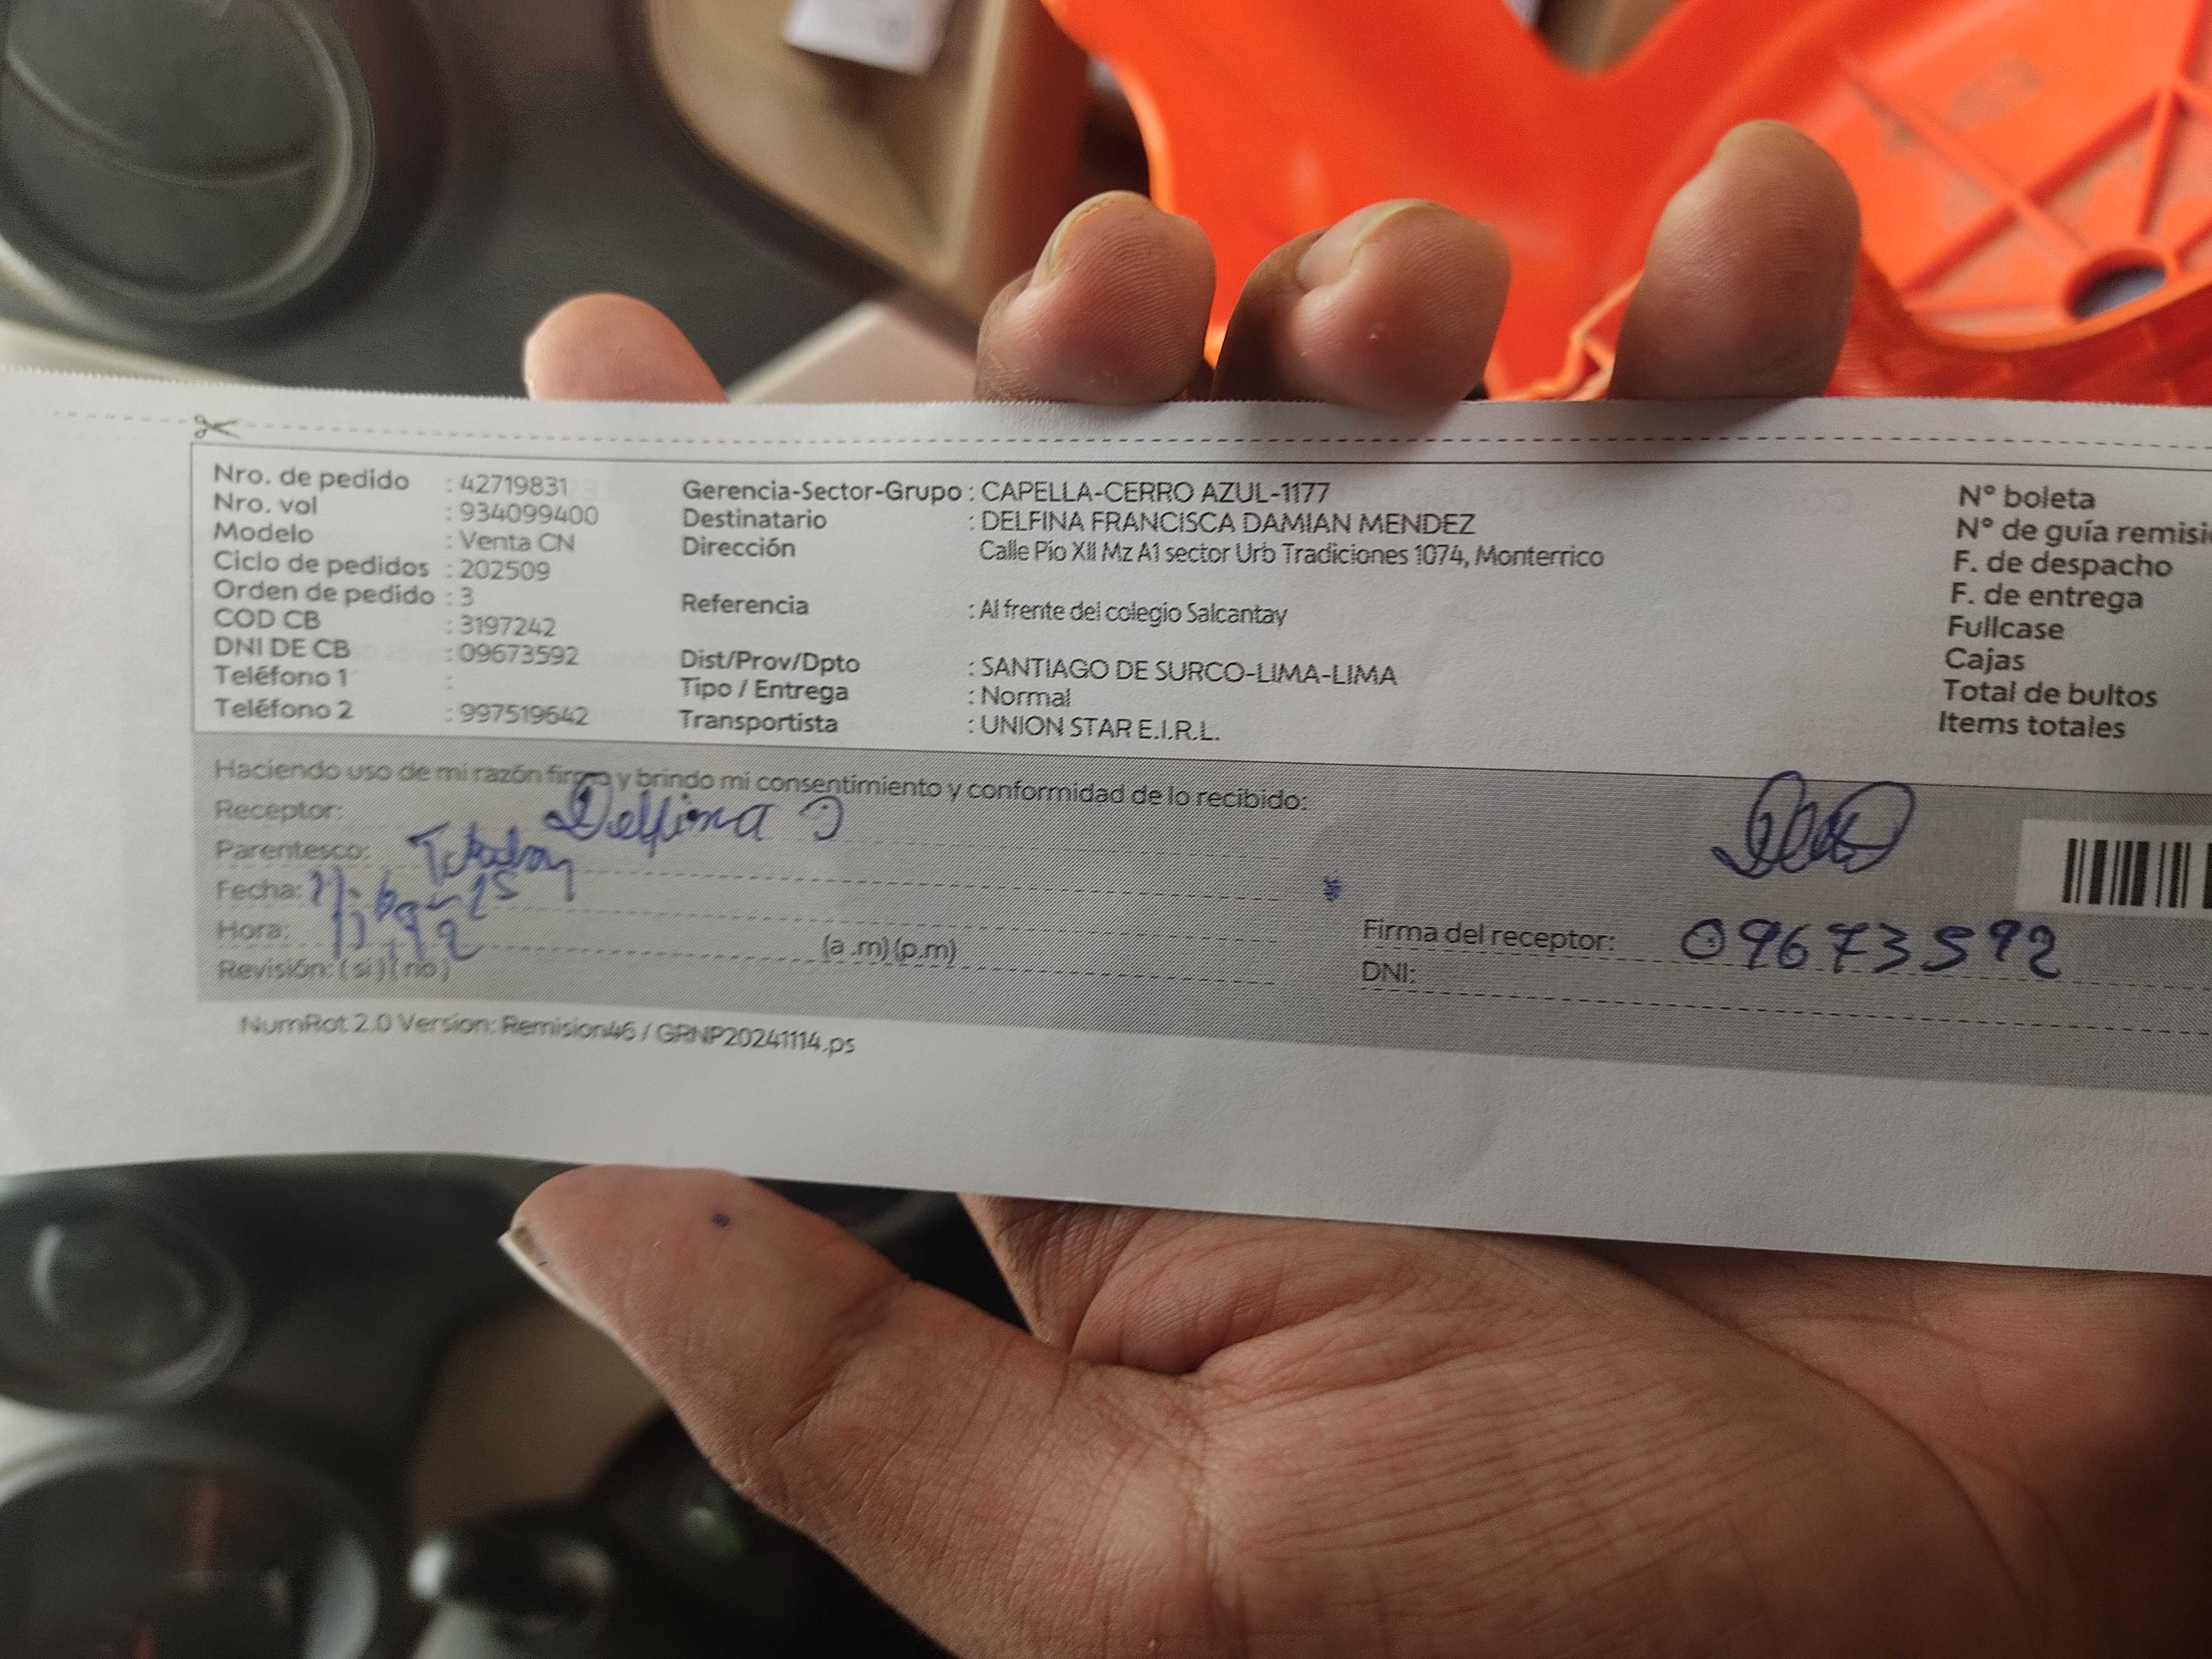 Nro. de pedido : 42719831
Nro. vol : 934099400
Modelo : Venta CN
Ciclo de pedidos : 202509
Orden de pedido : 3
COD CB : 3197242
DNI DE CB : 09673592
Teléfono 1 :
Teléfono 2 : 997519642
Gerencia-Sector-Grupo : CAPELLA-CERRO AZUL-1177
Destinatario : DELFINA FRANCISCA DAMIAN MENDEZ
Dirección Calle Pio XII Mz A1 sector Urb Tradiciones 1074, Monterrico
Referencia : Al frente del colegio Salcantay
Dist/Prov/Dpto : SANTIAGO DE SURCO-LIMA-LIMA
Tipo / Entrega : Normal
Transportista : UNION STAR E.I.R.L.
N° boleta
N° de guía remisi
F. de despacho
F. de entrega
Fullcase
Cajas
Total de bultos
Items totales
Haciendo uso de mi razón firmo y brindo mi consentimiento y conformidad de lo recibido:
Receptor: Delfina D
Parentesco:
Fecha:
Hora: (a .m) (p.m)
Revisión: ( si ) ( no )
Firma del receptor: 09673592
DNI:
NumRot 2.0 Version: Remision46 / GRNP20241114.ps